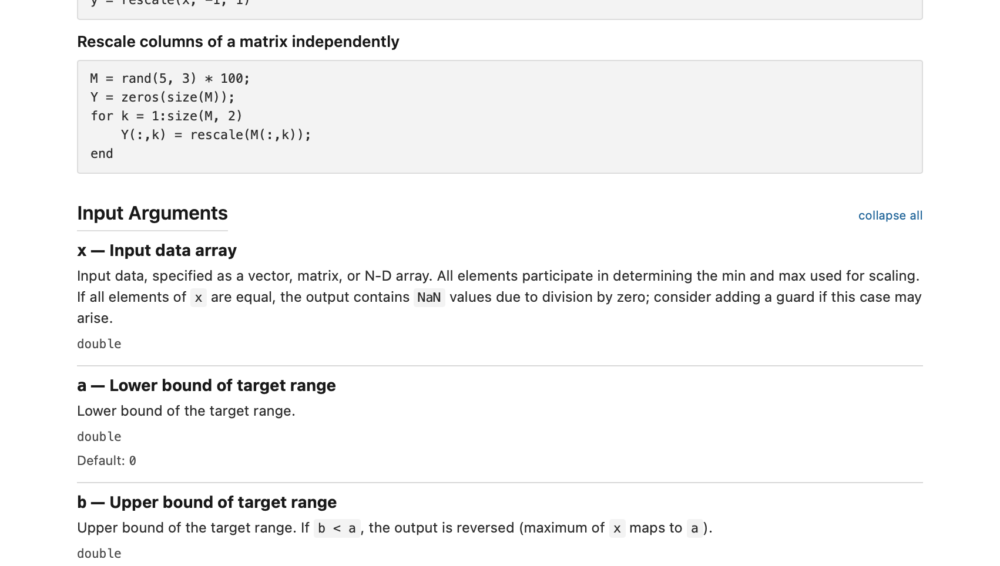 y = rescale(x, -1, 1)
Rescale columns of a matrix independently
M = rand(5, 3) * 100;
Y = zeros(size(M));
for k = 1:size(M, 2)
    Y(:,k) = rescale(M(:,k));
end
Input Arguments
collapse all
x — Input data array
Input data, specified as a vector, matrix, or N-D array. All elements participate in determining the min and max used for scaling.
If all elements of x are equal, the output contains NaN values due to division by zero; consider adding a guard if this case may
arise.
double
a — Lower bound of target range
Lower bound of the target range.
double
Default: 0
b — Upper bound of target range
Upper bound of the target range. If b < a, the output is reversed (maximum of x maps to a).
double